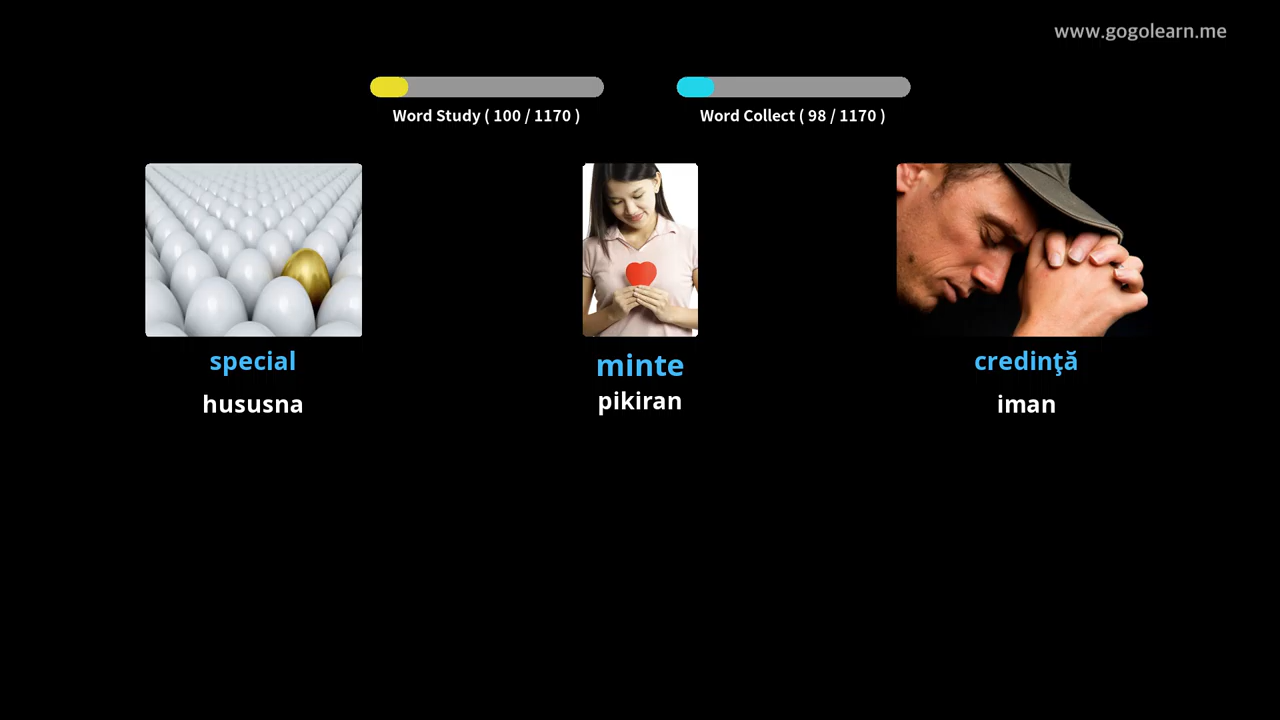 www.gogolearn.me
Word Study ( 100 / 1170 )
Word Collect ( 98 / 1170 )
special
minte
credinţă
hususna
pikiran
iman